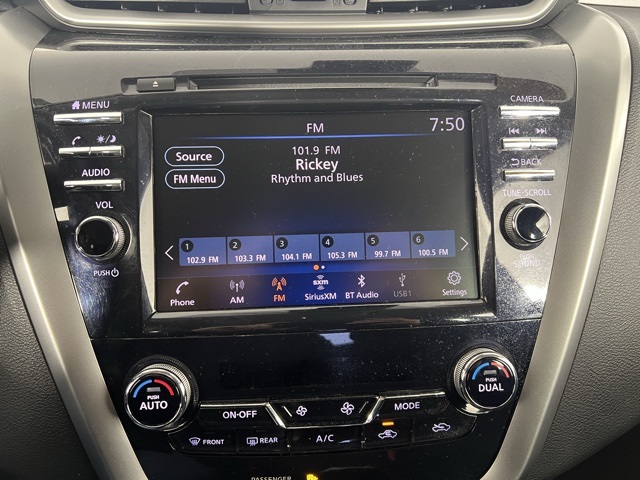 MENU
CAMERA
FM
7:50
Source
101.9 FM
Rickey
FM Menu
Rhythm and Blues
BACK
AUDIO
VOL
TUNE·SCROLL
PUSH
SOUND
1 2 3 4 5 6
102.9 FM 103.3 FM 104.1 FM 105.3 FM 99.7 FM 100.5 FM
sxm
Phone AM FM SiriusXM BT Audio USB1 Settings
PUSH AUTO
PUSH DUAL
ON·OFF
MODE
FRONT
REAR
A/C
PASSENGER